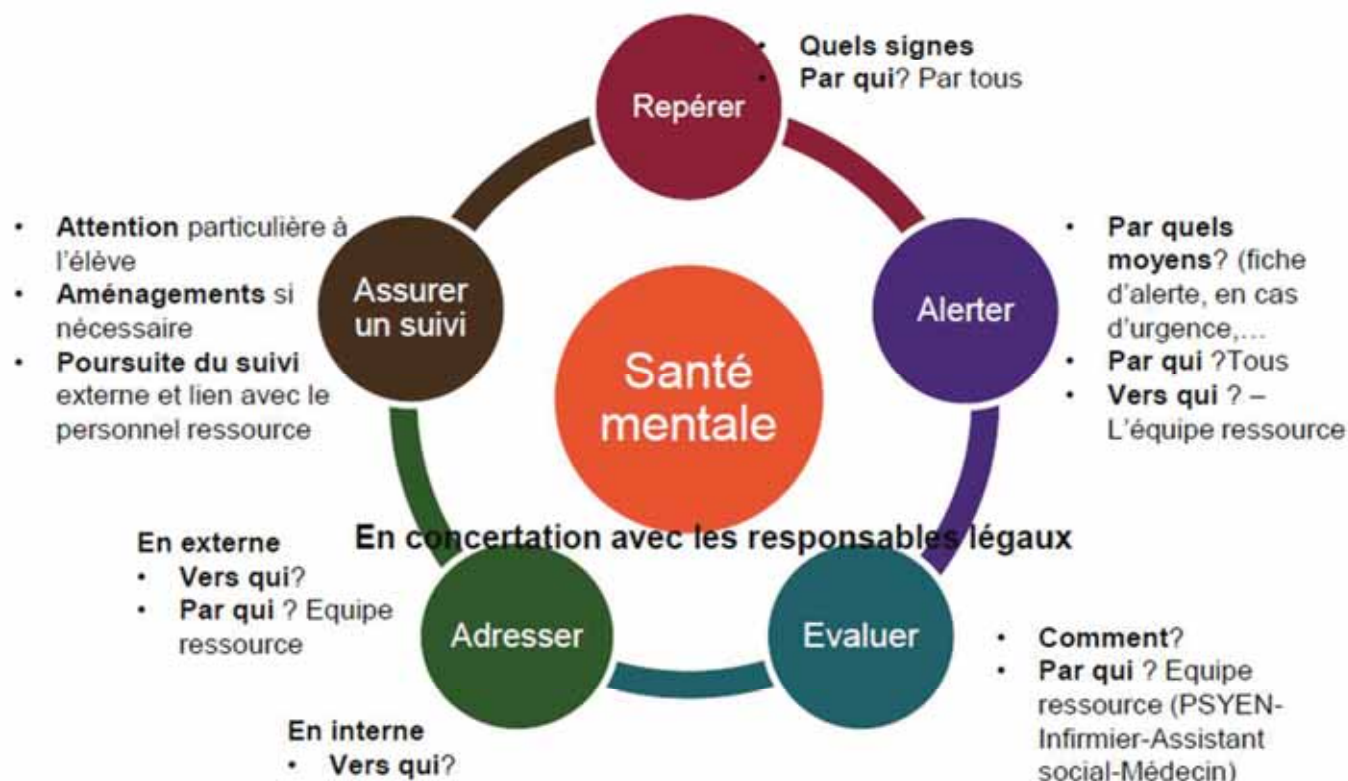 Repérer
• Quels signes
• Par qui? Par tous
Alerter
• Par quels
moyens? (fiche
d'alerte, en cas
d'urgence,…
• Par qui ?Tous
• Vers qui ? –
L'équipe ressource
Evaluer
• Comment?
• Par qui ? Equipe
ressource (PSYEN-
Infirmier-Assistant
social-Médecin)
Adresser
En externe
• Vers qui?
• Par qui ? Equipe
ressource
En interne
• Vers qui?
Assurer
un suivi
• Attention particulière à
l'élève
• Aménagements si
nécessaire
• Poursuite du suivi
externe et lien avec le
personnel ressource
Santé
mentale
En concertation avec les responsables légaux